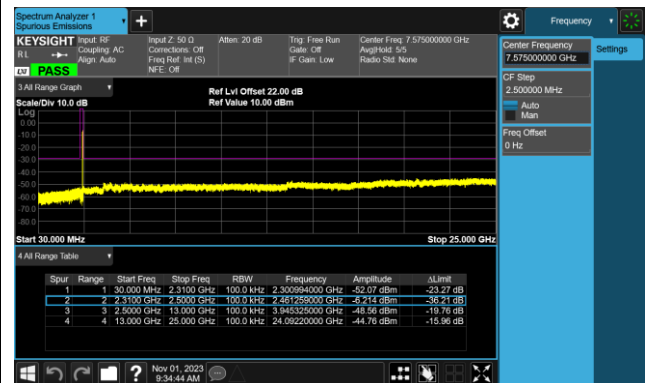 Spectrum Analyzer 1
Spurious Emissions
Frequency
KEYSIGHT
RL
LXI
PASS
Input: RF
Coupling: AC
Align: Auto
Input Z: 50 Ω
Corrections: Off
Freq Ref: Int (S)
NFE: Off
Atten: 20 dB
Trig: Free Run
Gate: Off
IF Gain: Low
Center Freq: 7.575000000 GHz
Avg|Hold: 5/5
Radio Std: None
Center Frequency
7.575000000 GHz
Settings
CF Step
2.500000 MHz
Auto
Man
Freq Offset
0 Hz
3 All Range Graph
Scale/Div 10.0 dB
Ref Lvl Offset 22.00 dB
Ref Value 10.00 dBm
Log
0.00
-10.0
-20.0
-30.0
-40.0
-50.0
-60.0
-70.0
-80.0
Start 30.000 MHz
Stop 25.000 GHz
4 All Range Table
Spur Range Start Freq Stop Freq RBW Frequency Amplitude ΔLimit
1 1 30.000 MHz 2.3100 GHz 100.0 kHz 2.300994000 GHz -52.07 dBm -23.27 dB
2 2 2.3100 GHz 2.5000 GHz 100.0 kHz 2.461259000 GHz -6.214 dBm -36.21 dB
3 3 2.5000 GHz 13.000 GHz 100.0 kHz 3.945325000 GHz -48.56 dBm -19.76 dB
4 4 13.000 GHz 25.000 GHz 100.0 kHz 24.09220000 GHz -44.76 dBm -15.96 dB
?
Nov 01, 2023
9:34:44 AM